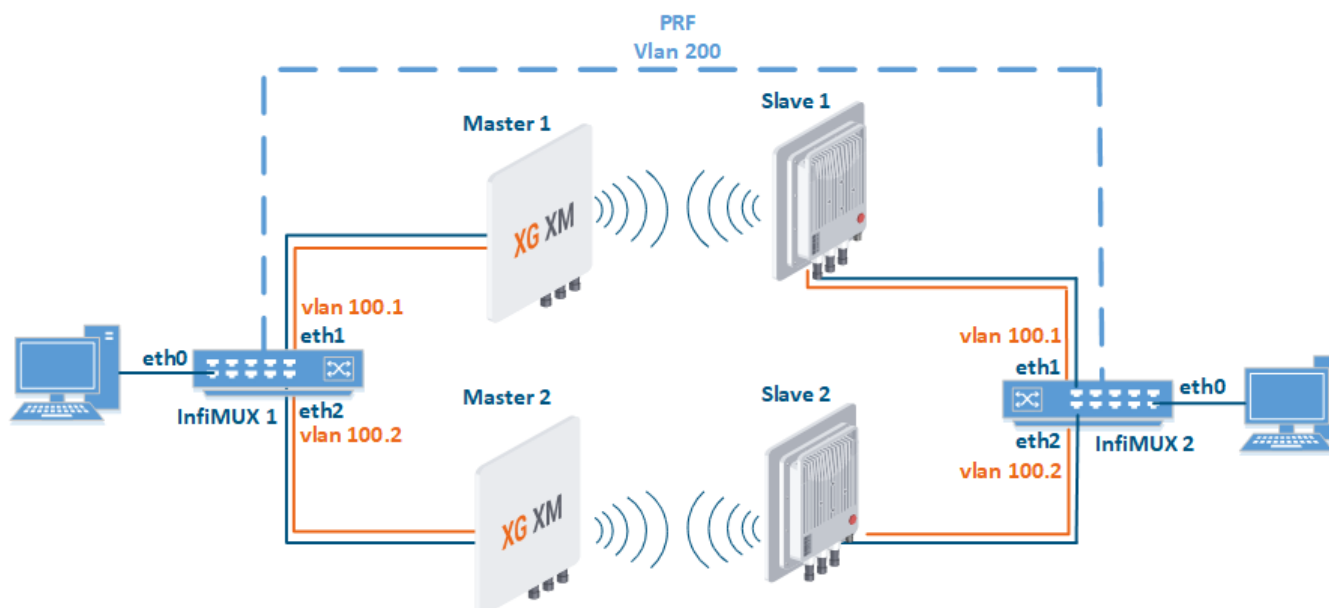 PRF
Vlan 200
Slave 1
Master 1
XG XM
vlan 100.1
eth1
eth0
InfiMUX 1
eth2
vlan 100.2
vlan 100.1
eth1
eth0
InfiMUX 2
eth2
vlan 100.2
Master 2
Slave 2
XG XM